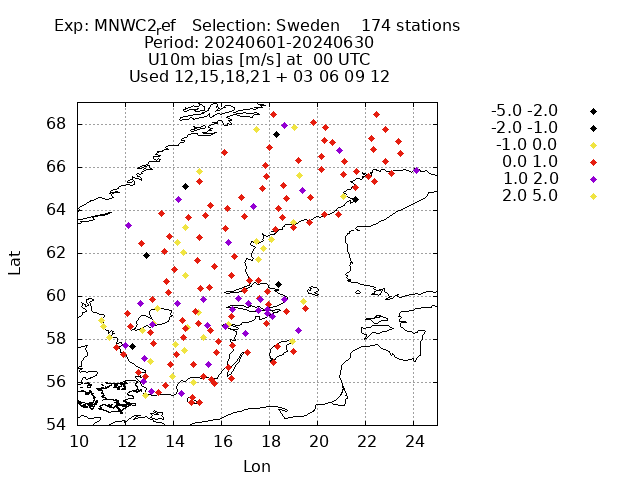 Exp: MNWC2ref   Selection: Sweden    174 stations
Period: 20240601-20240630
U10m bias [m/s] at  00 UTC
Used 12,15,18,21 + 03 06 09 12
-5.0 -2.0
-2.0 -1.0
-1.0 0.0
0.0 1.0
1.0 2.0
2.0 5.0
68
66
64
62
60
58
56
54
Lat
10 12 14 16 18 20 22 24
Lon